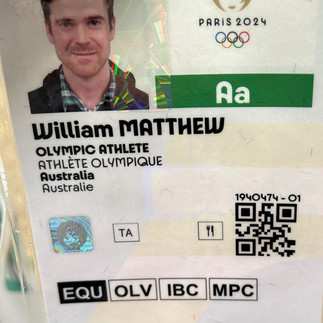 PARIS 2024
Aa
William MATTHEW
OLYMPIC ATHLETE
ATHLÈTE OLYMPIQUE
Australia
Australie
1940474 - 01
TA
EQU OLV IBC MPC